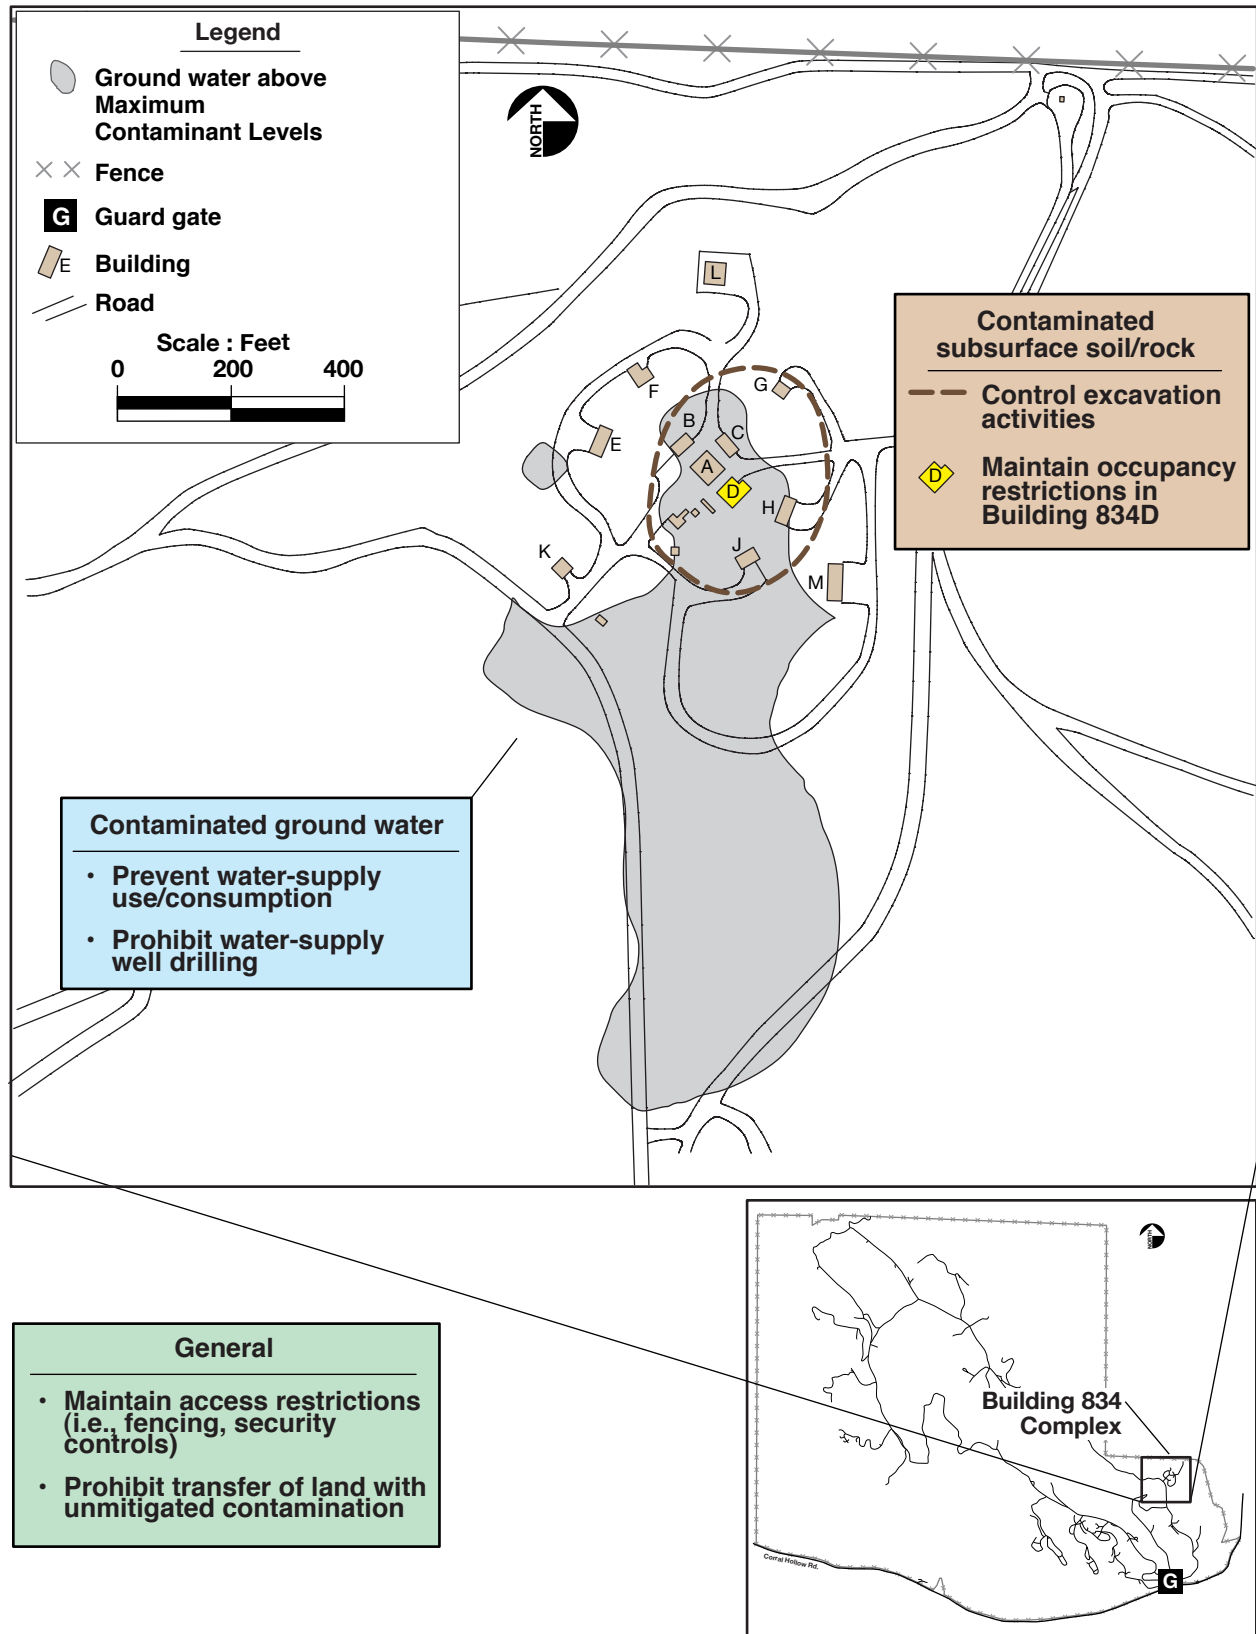 Legend
Ground water above
Maximum
Contaminant Levels
Fence
G Guard gate
E Building
Road
Scale : Feet
0 200 400
NORTH
L
F
G
B
C
E
A
D
H
K
J
M
Contaminated
subsurface soil/rock
Control excavation
activities
D Maintain occupancy
restrictions in
Building 834D
Contaminated ground water
• Prevent water-supply
use/consumption
• Prohibit water-supply
well drilling
General
• Maintain access restrictions
(i.e., fencing, security
controls)
• Prohibit transfer of land with
unmitigated contamination
NORTH
Building 834
Complex
Corral Hollow Rd.
G